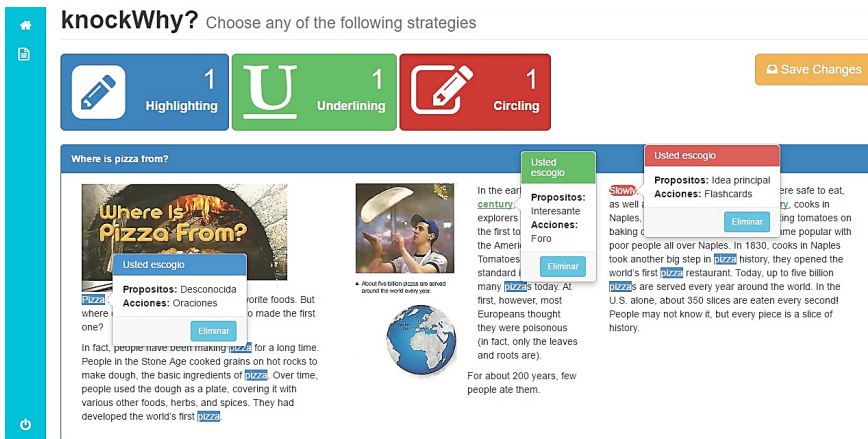 knockWhy? Choose any of the following strategies
1
Highlighting
U
1
Underlining
1
Circling
Save Changes
Where is pizza from?
Where Is
Pizza From?
Usted escogio
Propositos: Desconocida
Acciones: Oraciones
Eliminar
Pizza
vorite foods. But
where
o made the first
one?
In fact, people have been making pizza for a long time.
People in the Stone Age cooked grains on hot rocks to
make dough, the basic ingredients of pizza. Over time,
people used the dough as a plate, covering it with
various other foods, herbs, and spices. They had
developed the world's first pizza.
About five billion pizzas are served
around the world every year.
In the ear
century,
explorers
the first to
the Ameri
Tomatoes
standard i
many pizzas today. At
first, however, most
Europeans thought
they were poisonous
(in fact, only the leaves
and roots are).
For about 200 years, few
people ate them.
Usted
escogio
Propositos:
Interesante
Acciones:
Foro
Eliminar
Usted escogio
Propositos: Idea principal
Acciones: Flashcards
Eliminar
Slowly,
ere safe to eat,
as well a
ry, cooks in
Naples,
ting tomatoes on
baking
me popular with
poor people all over Naples. In 1830, cooks in Naples
took another big step in pizza history, they opened the
world's first pizza restaurant. Today, up to five billion
pizzas are served every year around the world. In the
U.S. alone, about 350 slices are eaten every second!
People may not know it, but every piece is a slice of
history.